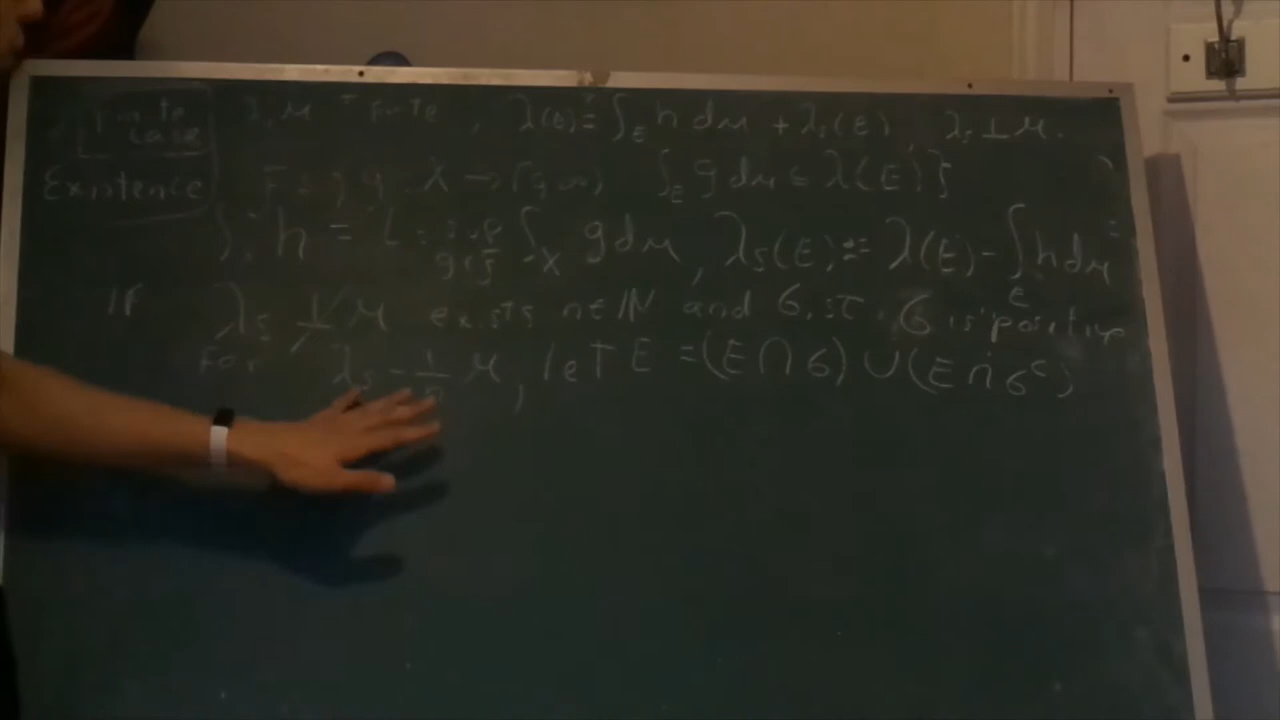 Finite case
Existence
λ, μ - Finite, λ(E) = ∫_E h dμ + λ_s(E), λ_s ⊥ μ.
F = g : X → [0, ∞) ∫_E g dμ ≤ λ(E)}
h = L = sup g∈F ∫_X g dμ, λ_s(E) = λ(E) - ∫_E h dμ
If λ_s ⊥̸ μ exists n∈ℕ and G, s.t. G is positive
For λ_s - 1/n μ, let E = (E ∩ G) ∪ (E ∩ G^c)